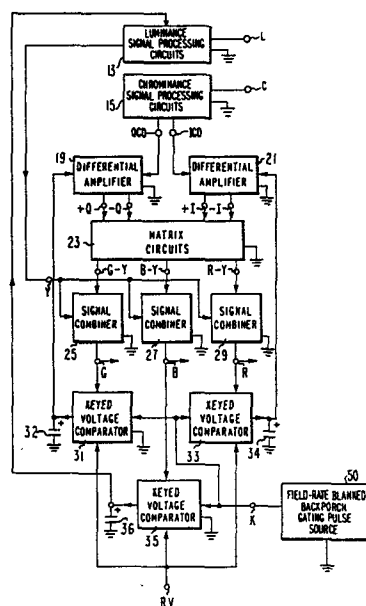 LUMINANCE
SIGNAL PROCESSING
CIRCUITS
L
13
CHROMINANCE
SIGNAL PROCESSING
CIRCUITS
C
15
QCO
ICO
19
21
DIFFERENTIAL
AMPLIFIER
DIFFERENTIAL
AMPLIFIER
+Q
-Q
+I
-I
MATRIX
CIRCUITS
23
G-Y
B-Y
R-Y
Y
SIGNAL
COMBINER
SIGNAL
COMBINER
SIGNAL
COMBINER
25
27
29
G
B
R
KEYED
VOLTAGE
COMPARATOR
KEYED
VOLTAGE
COMPARATOR
32
+
31
33
+
34
KEYED
VOLTAGE
COMPARATOR
+
36
35
K
50
FIELD-RATE BLANKED
BACKPORCH
GATING PULSE
SOURCE
RV